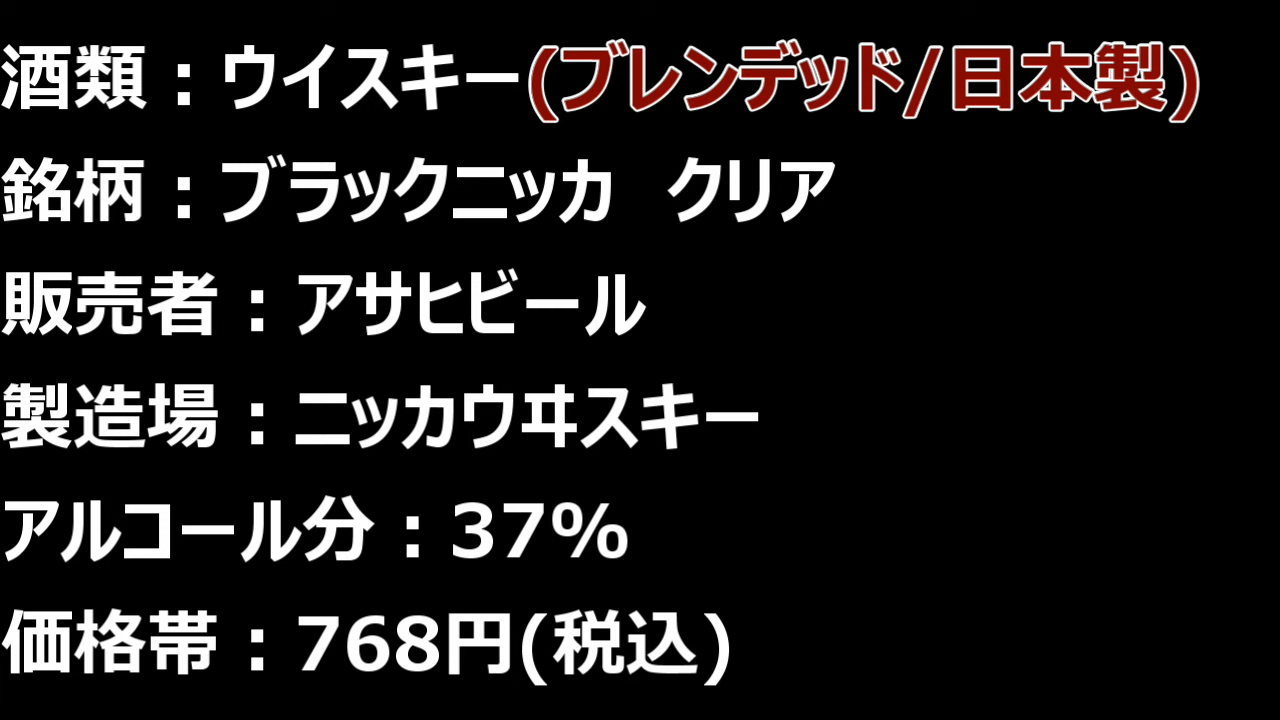 酒類：ウイスキー(ブレンデッド/日本製)
銘柄：ブラックニッカ　クリア
販売者：アサヒビール
製造場：ニッカウヰスキー
アルコール分：37%
価格帯：768円(税込)